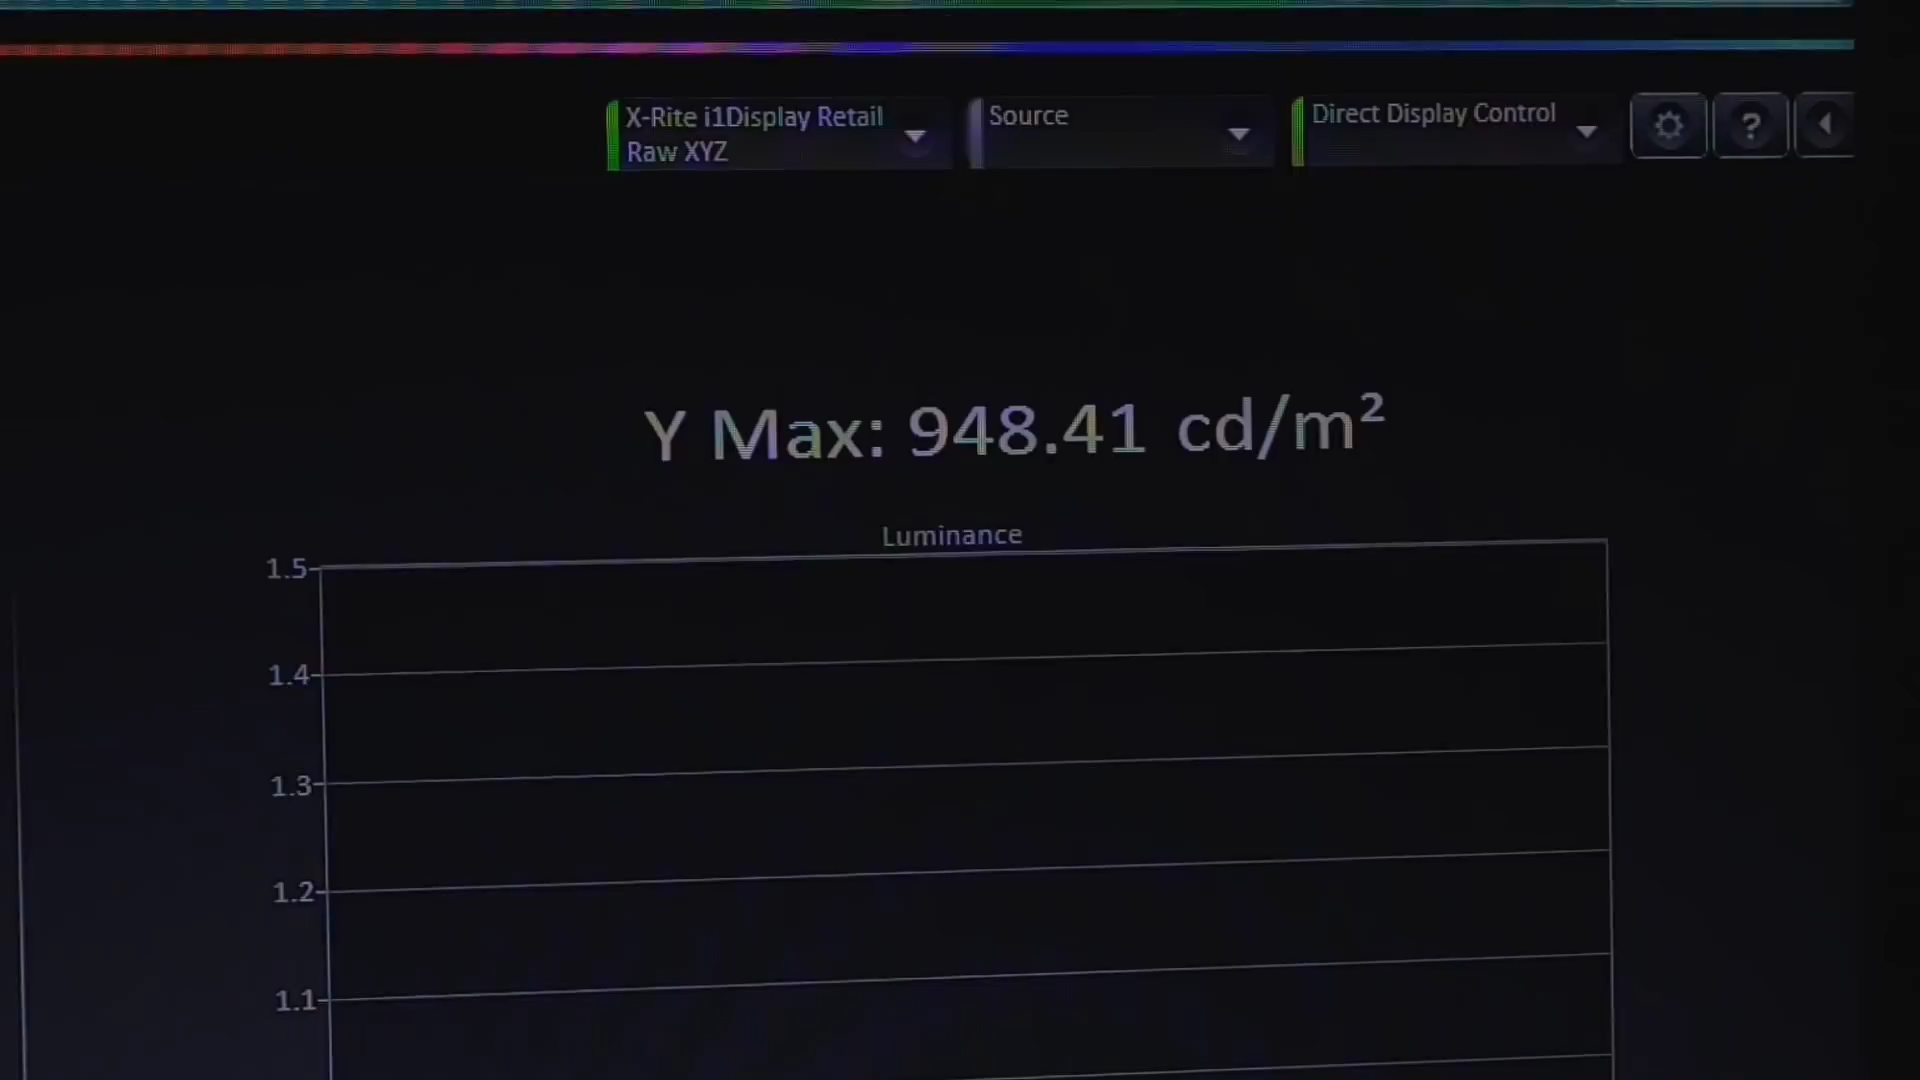 X-Rite i1Display Retail
Raw XYZ
Source
Direct Display Control
?
Y Max: 948.41 cd/m²
Luminance
1.5
1.4
1.3
1.2
1.1